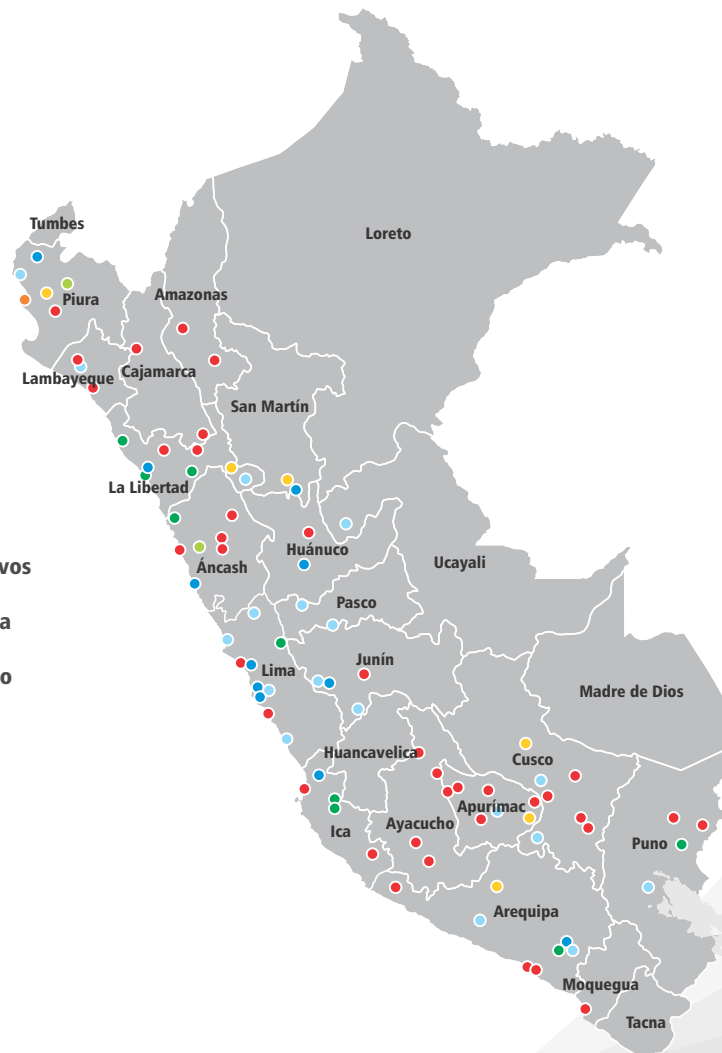 Tumbes
Loreto
Amazonas
Piura
Cajamarca
Lambayeque
San Martín
La Libertad
Huánuco
Áncash
vos
Ucayali
Pasco
a
Junín
Lima
o
Madre de Dios
Huancavelica
Cusco
Apurímac
Ayacucho
Ica
Puno
Arequipa
Moquegua
Tacna